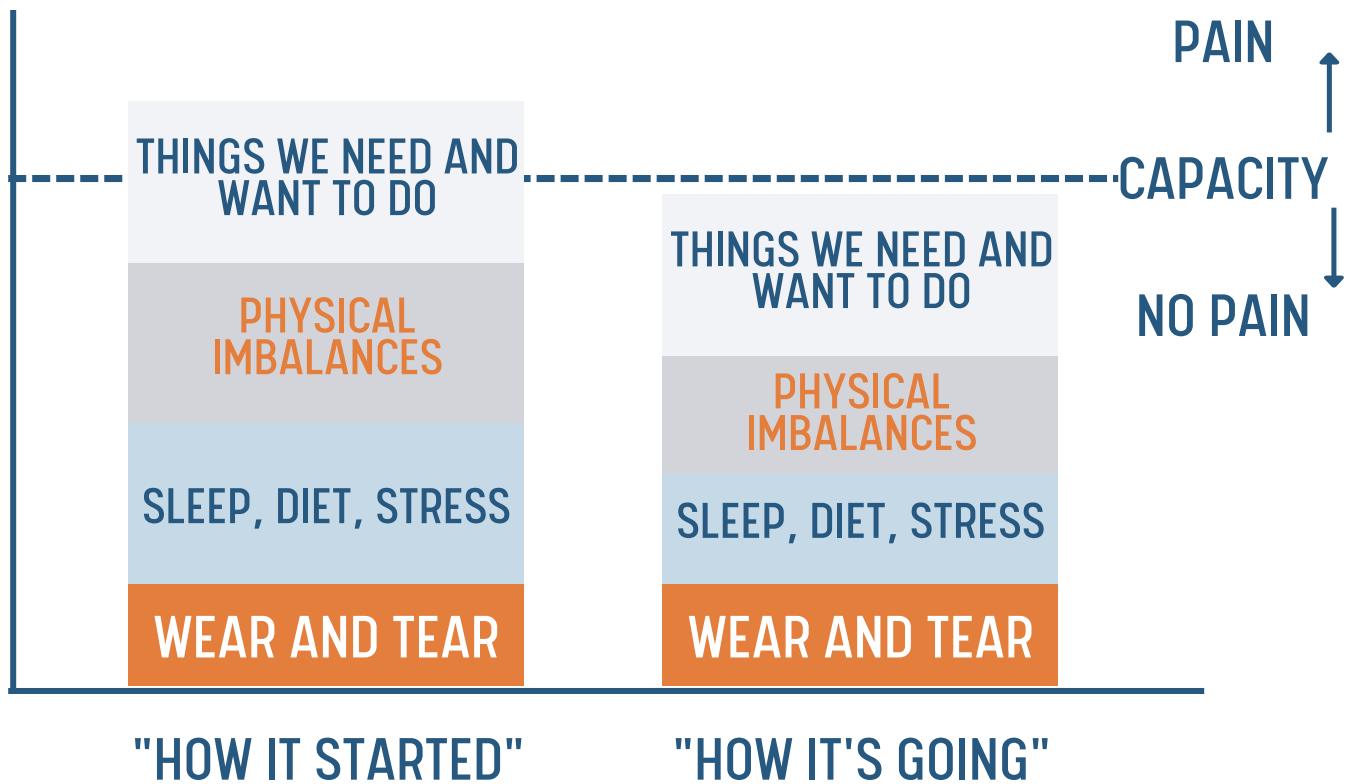 PAIN
THINGS WE NEED AND
WANT TO DO
CAPACITY
THINGS WE NEED AND
WANT TO DO
NO PAIN
PHYSICAL
IMBALANCES
PHYSICAL
IMBALANCES
SLEEP, DIET, STRESS
SLEEP, DIET, STRESS
WEAR AND TEAR
WEAR AND TEAR
"HOW IT STARTED"
"HOW IT'S GOING"